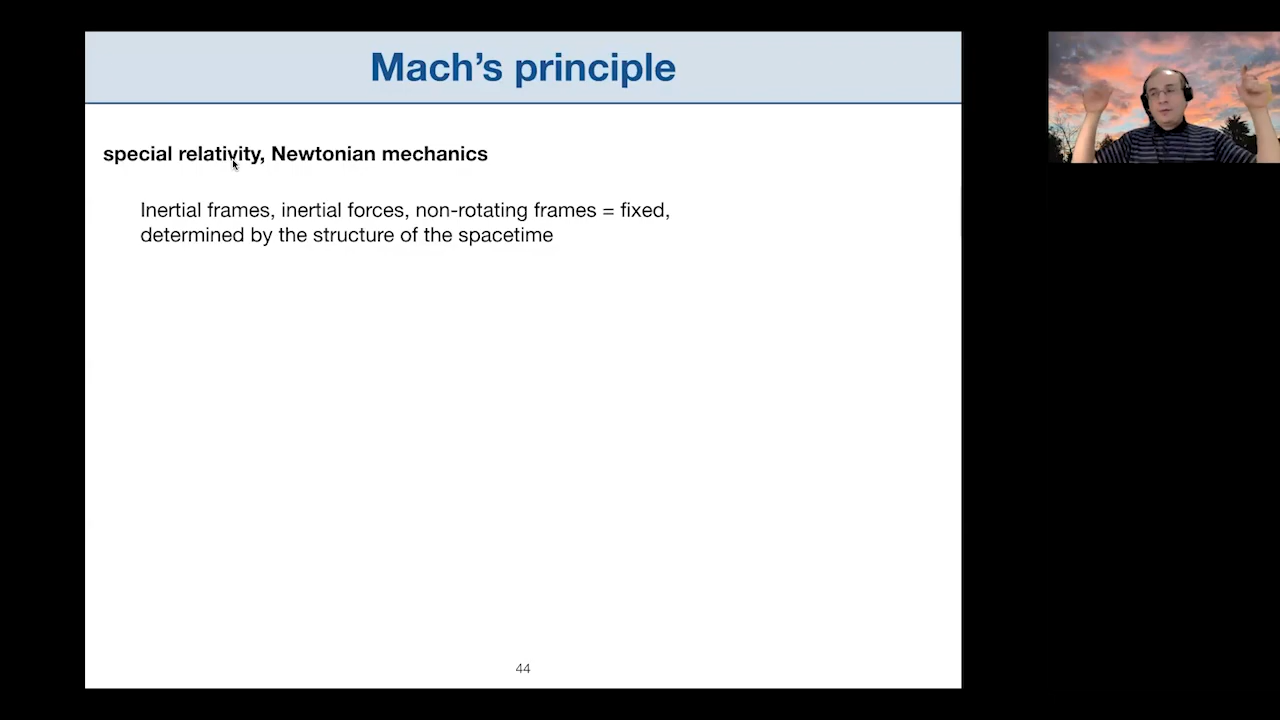 Mach's principle
special relativity, Newtonian mechanics
Inertial frames, inertial forces, non-rotating frames = fixed,
determined by the structure of the spacetime
44